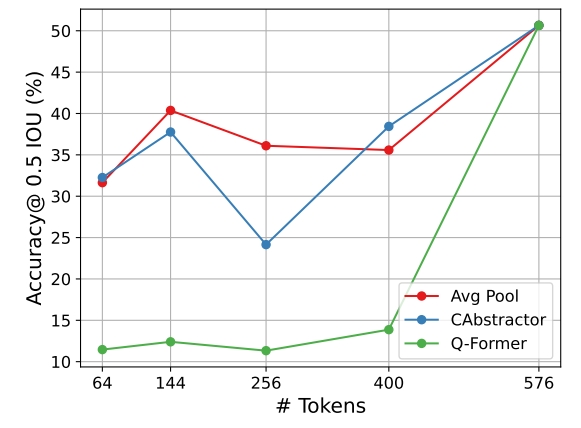 Accuracy@ 0.5 IOU (%)
50
45
40
35
30
25
20
15
10
Avg Pool
CAbstractor
Q-Former
64 144 256 400 576
# Tokens